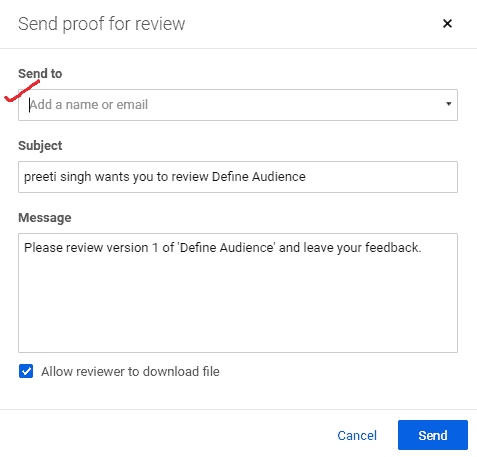 Send proof for review
Send to
Add a name or email
Subject
preeti singh wants you to review Define Audience
Message
Please review version 1 of 'Define Audience' and leave your feedback.
Allow reviewer to download file
Cancel Send